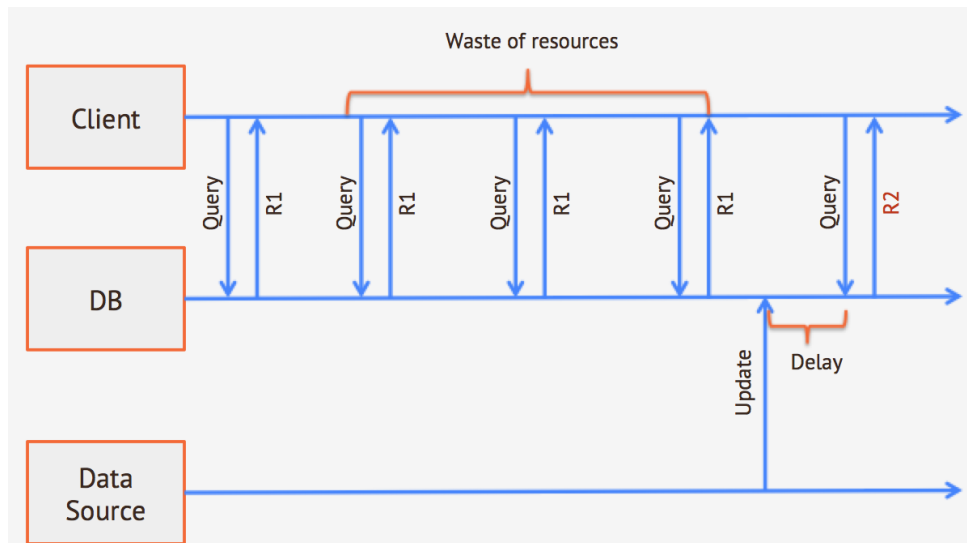 Waste of resources
Client
Query
R1
Query
R1
Query
R1
Query
R1
Query
R2
DB
Update
Delay
Data
Source